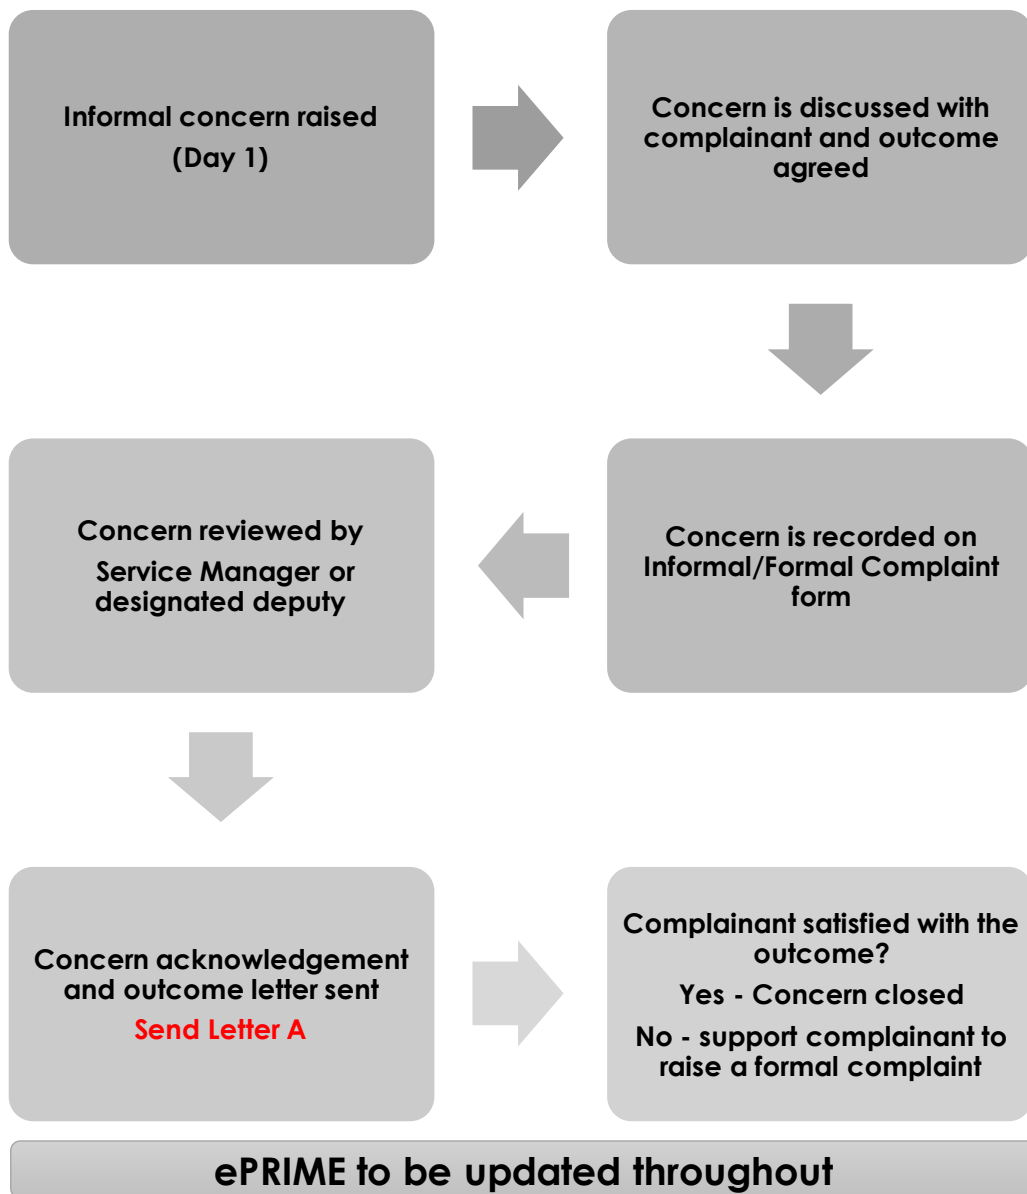 Informal concern raised
(Day 1)
Concern is discussed with
complainant and outcome
agreed
Concern is recorded on
Informal/Formal Complaint
form
Concern reviewed by
Service Manager or
designated deputy
Concern acknowledgement
and outcome letter sent
Send Letter A
Complainant satisfied with the
outcome?
Yes - Concern closed
No - support complainant to
raise a formal complaint
ePRIME to be updated throughout